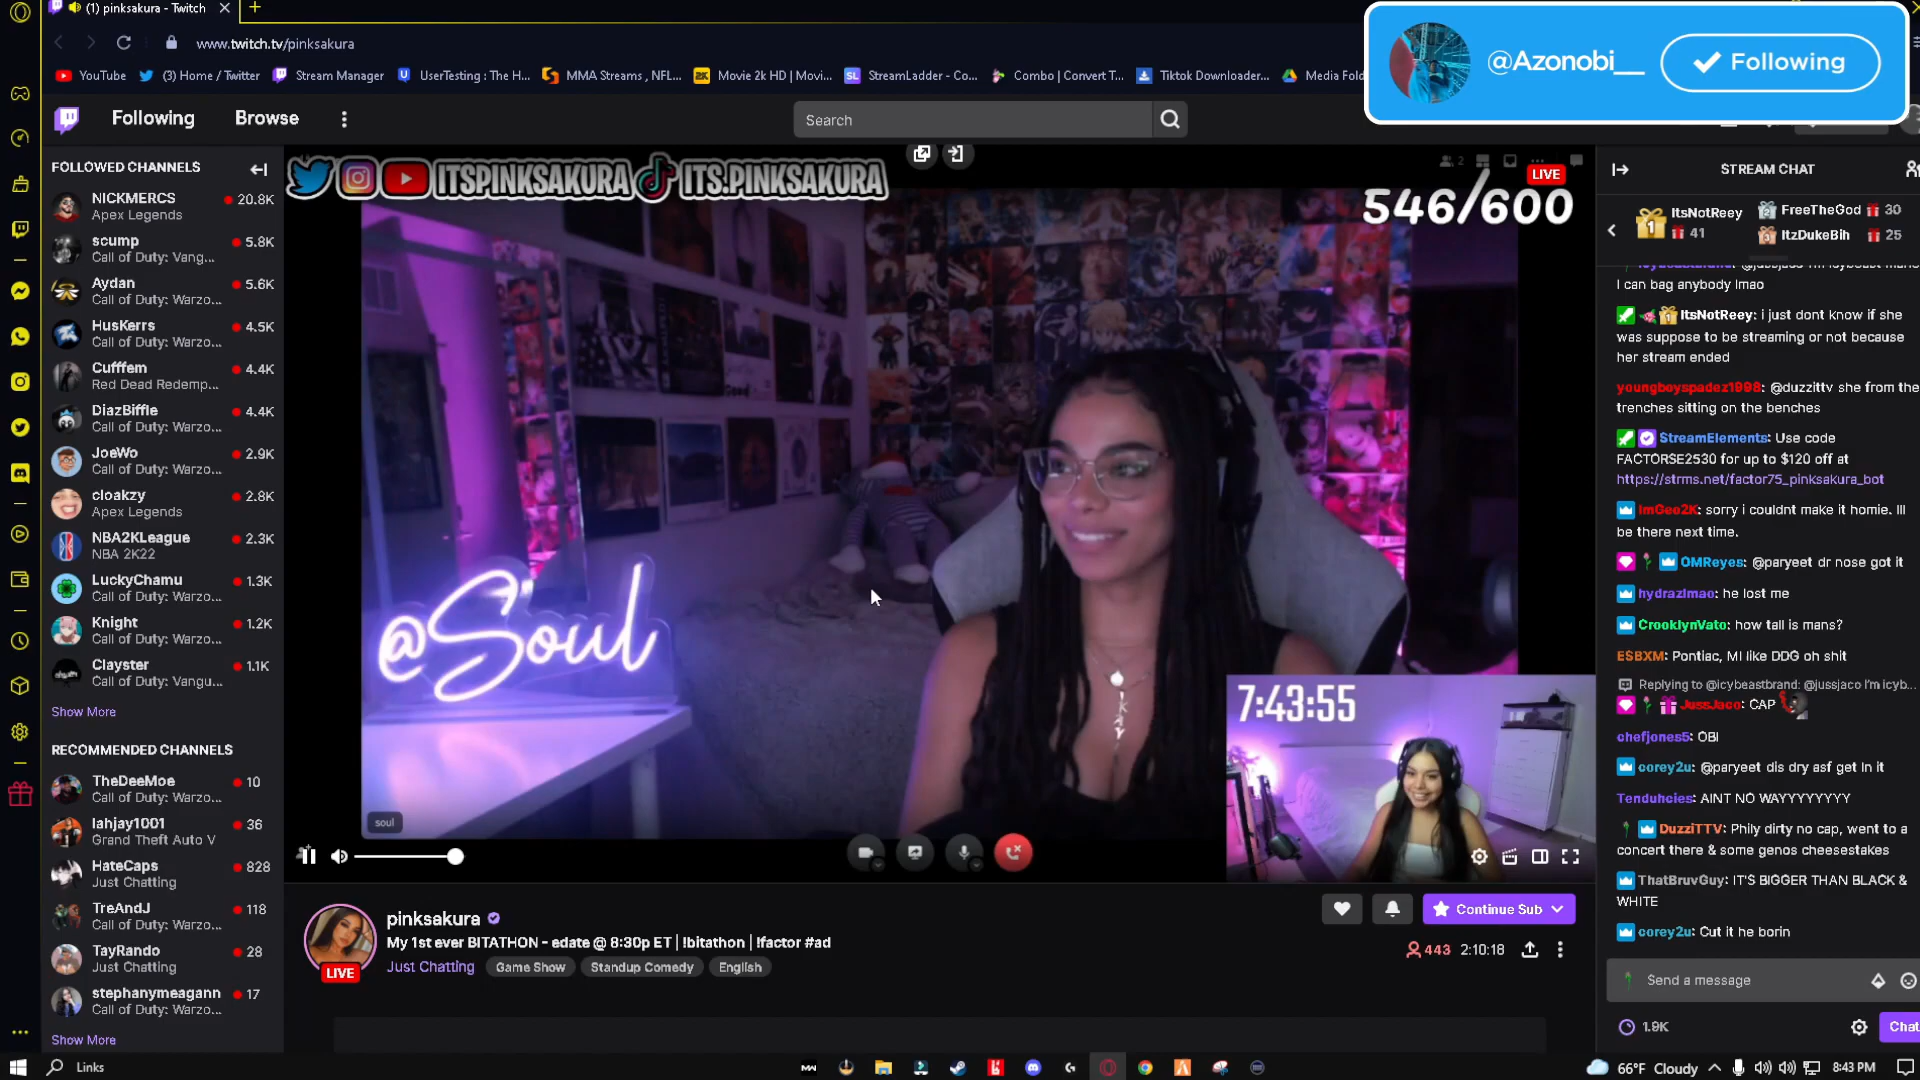 (1) pinksakura - Twitch
www.twitch.tv/pinksakura
YouTube
(3) Home / Twitter
Stream Manager
UserTesting : The H...
MMA Streams , NFL...
Movie 2k HD | Movi...
StreamLadder - Co...
Combo | Convert T...
Tiktok Downloader...
Media Fol
@Azonobi__
Following
Following
Browse
Search
FOLLOWED CHANNELS
NICKMERCS
20.8K
Apex Legends
scump
5.8K
Call of Duty: Vang...
Aydan
5.6K
Call of Duty: Warzo...
HusKerrs
4.5K
Call of Duty: Warzo...
Cufffem
4.4K
Red Dead Redemp...
DiazBiffle
4.4K
Call of Duty: Warzo...
JoeWo
2.9K
Call of Duty: Warzo...
cloakzy
2.8K
Apex Legends
NBA2KLeague
2.3K
NBA 2K22
LuckyChamu
1.3K
Call of Duty: Warzo...
Knight
1.2K
Call of Duty: Warzo...
Clayster
1.1K
Call of Duty: Vangu...
Show More
RECOMMENDED CHANNELS
TheDeeMoe
10
Call of Duty: Warzo...
lahjay1001
36
Grand Theft Auto V
HateCaps
828
Just Chatting
TreAndJ
118
Call of Duty: Warzo...
TayRando
28
Just Chatting
stephanymeagann
17
Call of Duty: Warzo...
Show More
ITSPINKSAKURA
ITS.PINKSAKURA
2
LIVE
546/600
@Soul
soul
7:43:55
pinksakura
My 1st ever BITATHON - edate @ 8:30p ET | !bitathon | !factor #ad
LIVE
Just Chatting
Game Show
Standup Comedy
English
Continue Sub
443
2:10:18
STREAM CHAT
1
ItsNotReey
41
2
FreeTheGod
30
3
ItzDukeBih
25
I can bag anybody lmao
ItsNotReey: i just dont know if she
was suppose to be streaming or not because
her stream ended
youngboyspadez1998: @duzzittv she from the
trenches sitting on the benches
StreamElements: Use code
FACTORSE2530 for up to $120 off at
https://strms.net/factor75_pinksakura_bot
ImGeo2K: sorry i couldnt make it homie. Ill
be there next time.
OMReyes: @paryeet dr nose got it
hydrazlmao: he lost me
CrooklynVato: how tall is mans?
ESBXM: Pontiac, MI like DDG oh shit
Replying to @icybeastbrand: @jussjaco I'm icyb...
JussJaco: CAP
chefjones5: OBI
corey2u: @paryeet dis dry asf get In it
Tenduhcies: AINT NO WAYYYYYYYY
DuzziTTV: Phily dirty no cap, went to a
concert there & some genos cheesestakes
ThatBruvGuy: IT'S BIGGER THAN BLACK &
WHITE
corey2u: Cut it he borin
Send a message
1.9K
Chat
Links
66°F Cloudy
8:43 PM